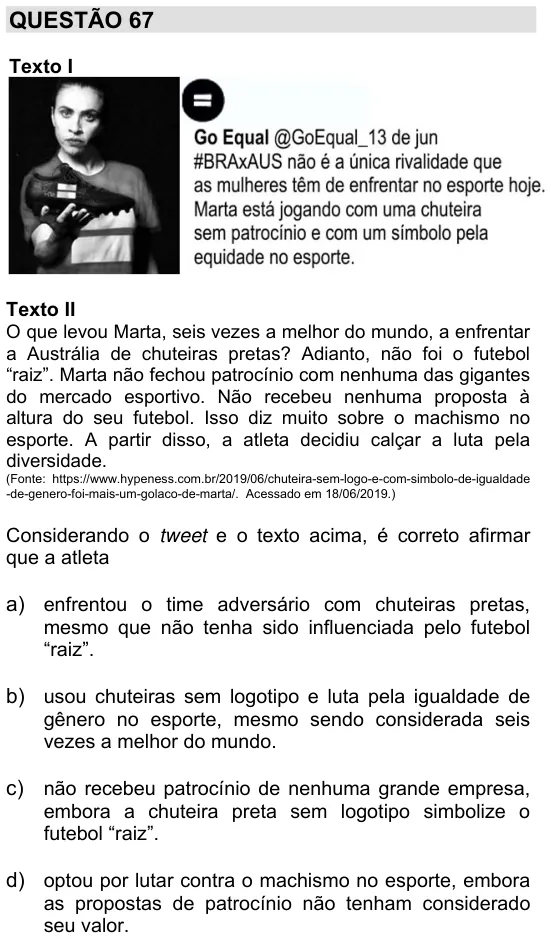 QUESTÃO 67
Texto I
=
Go Equal @GoEqual_13 de jun
#BRAxAUS não é a única rivalidade que
as mulheres têm de enfrentar no esporte hoje.
Marta está jogando com uma chuteira
sem patrocínio e com um símbolo pela
equidade no esporte.
Texto II
O que levou Marta, seis vezes a melhor do mundo, a enfrentar
a Austrália de chuteiras pretas? Adianto, não foi o futebol
“raiz”. Marta não fechou patrocínio com nenhuma das gigantes
do mercado esportivo. Não recebeu nenhuma proposta à
altura do seu futebol. Isso diz muito sobre o machismo no
esporte. A partir disso, a atleta decidiu calçar a luta pela
diversidade.
(Fonte: https://www.hypeness.com.br/2019/06/chuteira-sem-logo-e-com-simbolo-de-igualdade
-de-genero-foi-mais-um-golaco-de-marta/. Acessado em 18/06/2019.)
Considerando o tweet e o texto acima, é correto afirmar
que a atleta
a) enfrentou o time adversário com chuteiras pretas,
mesmo que não tenha sido influenciada pelo futebol
“raiz”.
b) usou chuteiras sem logotipo e luta pela igualdade de
gênero no esporte, mesmo sendo considerada seis
vezes a melhor do mundo.
c) não recebeu patrocínio de nenhuma grande empresa,
embora a chuteira preta sem logotipo simbolize o
futebol “raiz”.
d) optou por lutar contra o machismo no esporte, embora
as propostas de patrocínio não tenham considerado
seu valor.